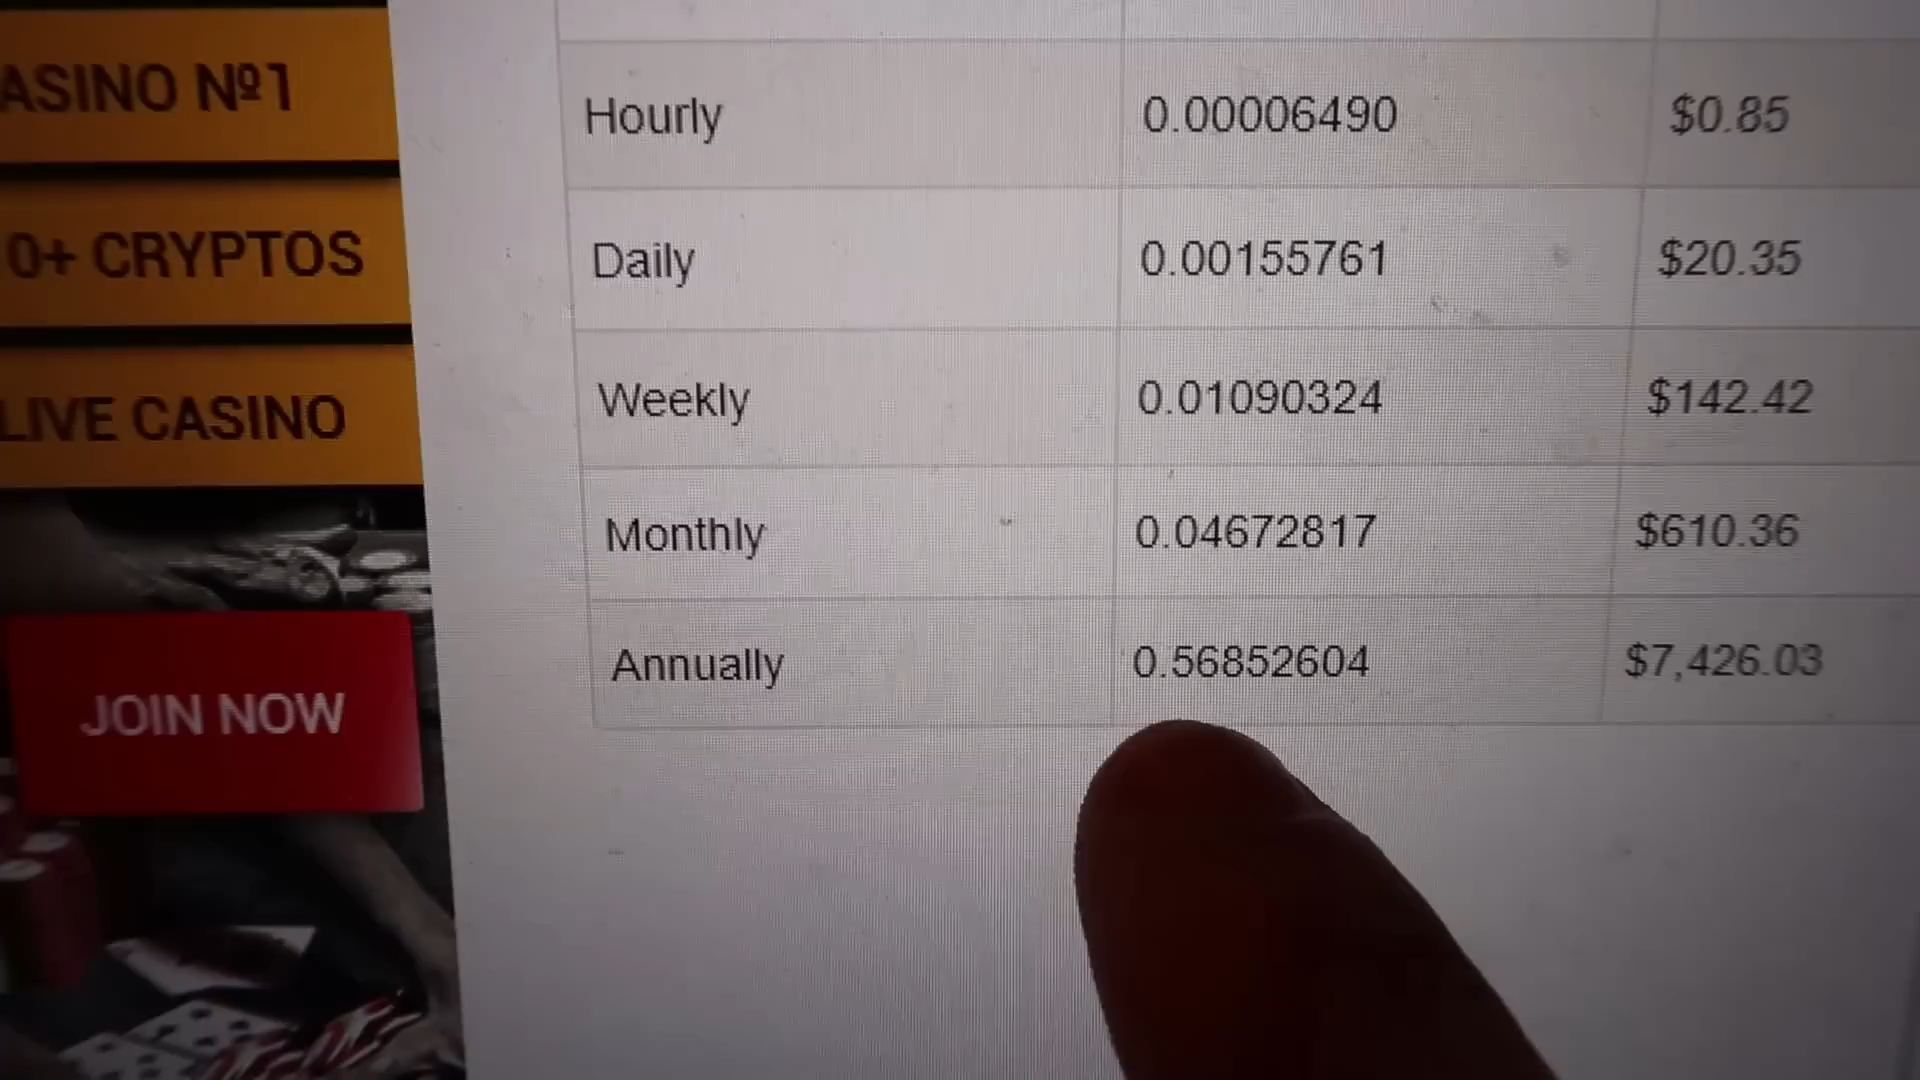 ASINO Nº1
0+ CRYPTOS
LIVE CASINO
JOIN NOW
Hourly 0.00006490 $0.85
Daily 0.00155761 $20.35
Weekly 0.01090324 $142.42
Monthly 0.04672817 $610.36
Annually 0.56852604 $7,426.03